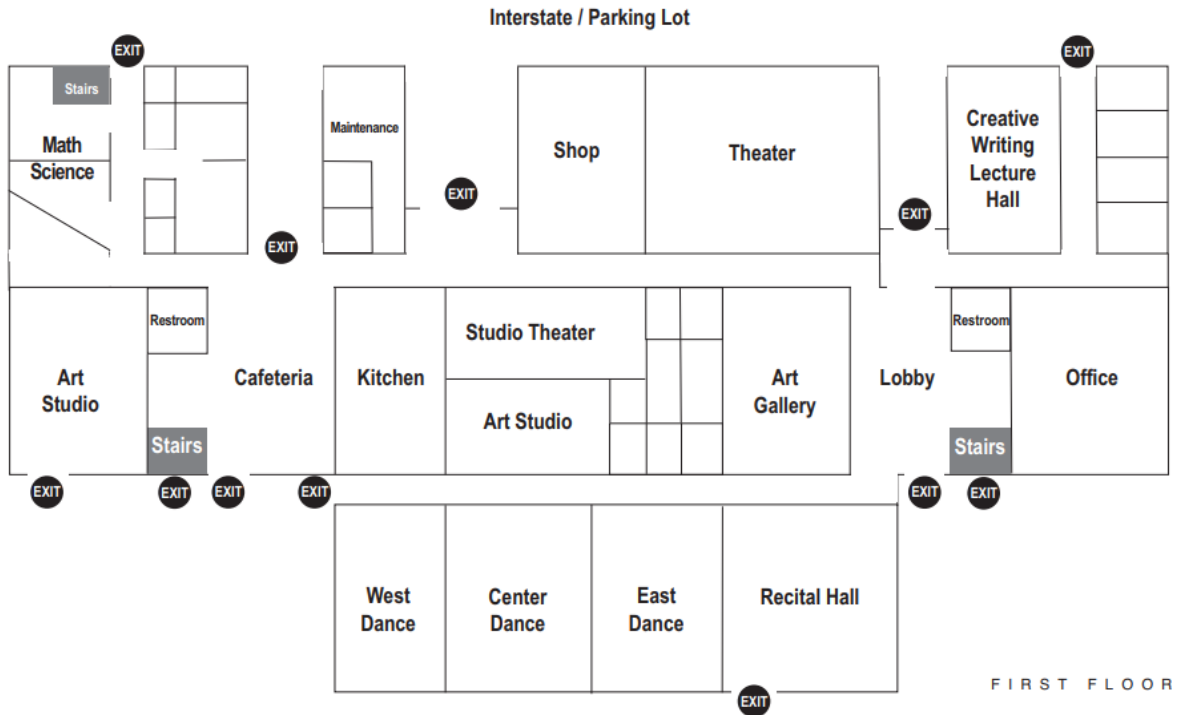 Interstate / Parking Lot
EXIT
EXIT
Stairs
Math
Science
Maintenance
Shop
Theater
Creative
Writing
Lecture
Hall
EXIT
EXIT
EXIT
Restroom
Art
Studio
Cafeteria
Kitchen
Studio Theater
Art Studio
Art
Gallery
Lobby
Restroom
Office
Stairs
Stairs
EXIT
EXIT
EXIT
EXIT
EXIT
EXIT
West
Dance
Center
Dance
East
Dance
Recital Hall
EXIT
FIRST FLOOR